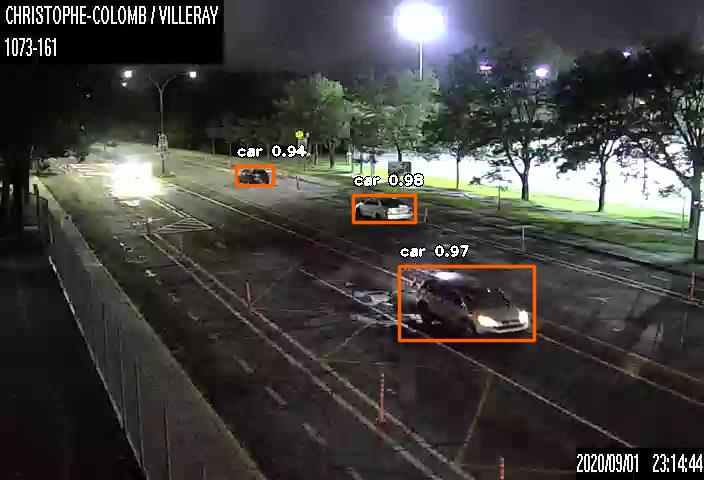 CHRISTOPHE-COLOMB / VILLERAY
1073-161
car 0.94
car 0.98
car 0.97
2020/09/01 23:14:44